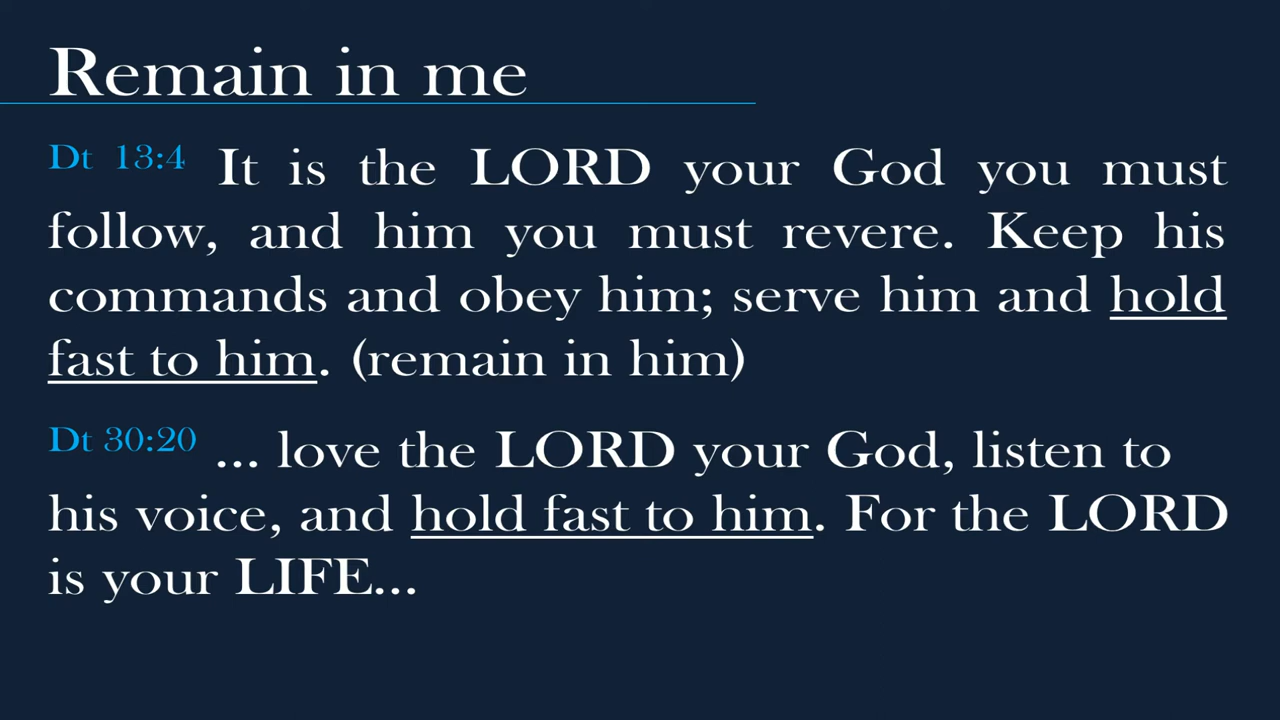 Remain in me
Dt 13:4 It is the LORD your God you must
follow, and him you must revere. Keep his
commands and obey him; serve him and hold
fast to him. (remain in him)
Dt 30:20 ... love the LORD your God, listen to
his voice, and hold fast to him. For the LORD
is your LIFE...